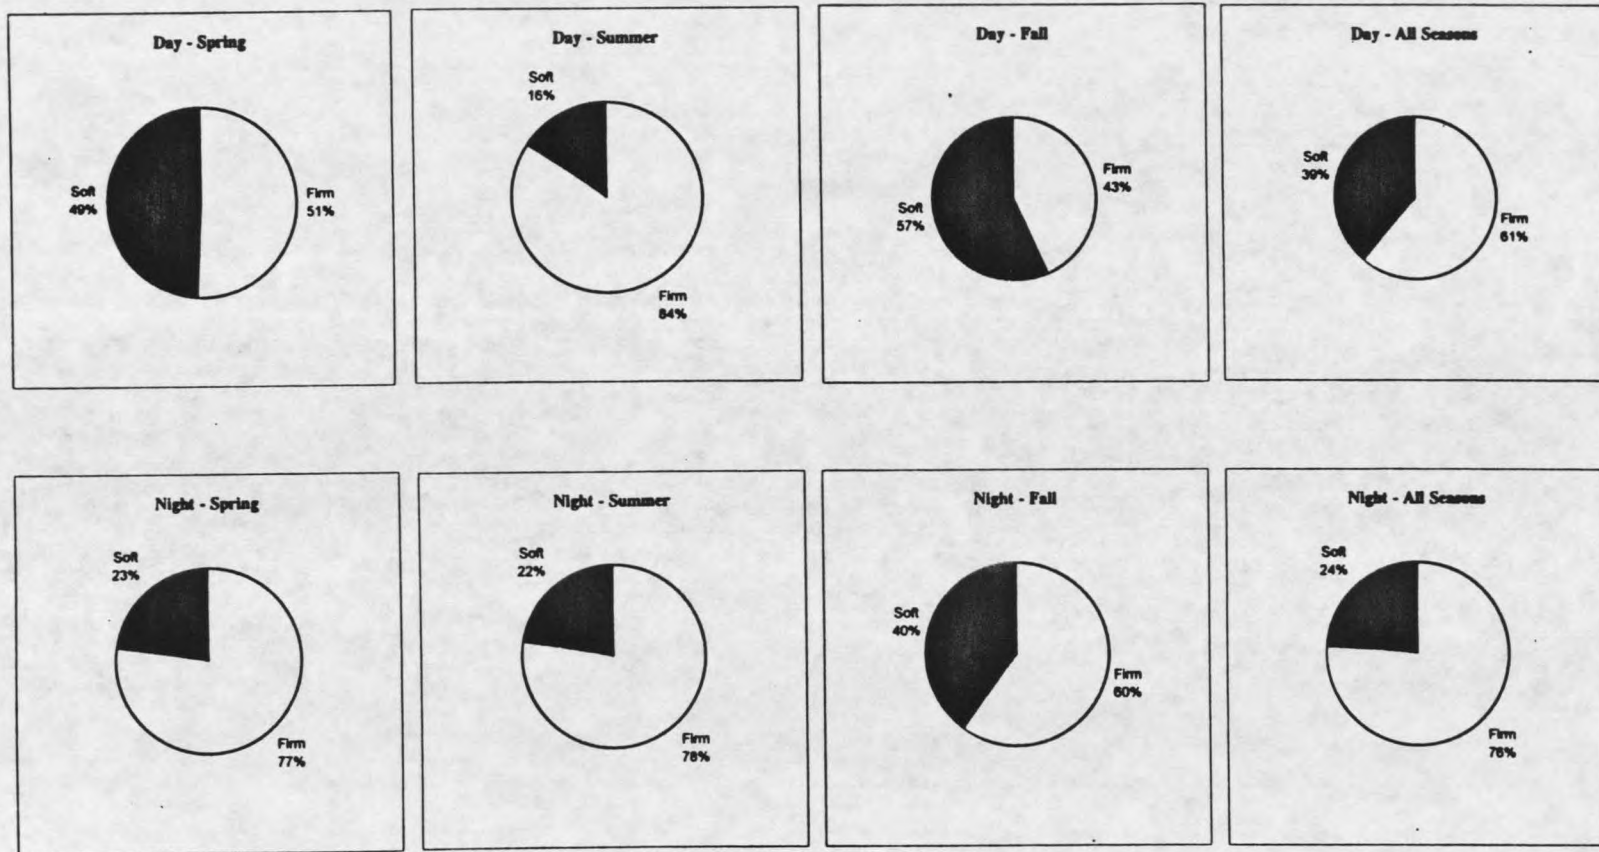 Day - Spring
Soft
49%
Firm
51%
Day - Summer
Soft
16%
Firm
84%
Day - Fall
Firm
43%
Soft
57%
Day - All Seasons
Soft
39%
Firm
61%
Night - Spring
Soft
23%
Firm
77%
Night - Summer
Soft
22%
Firm
78%
Night - Fall
Soft
40%
Firm
60%
Night - All Seasons
Soft
24%
Firm
76%